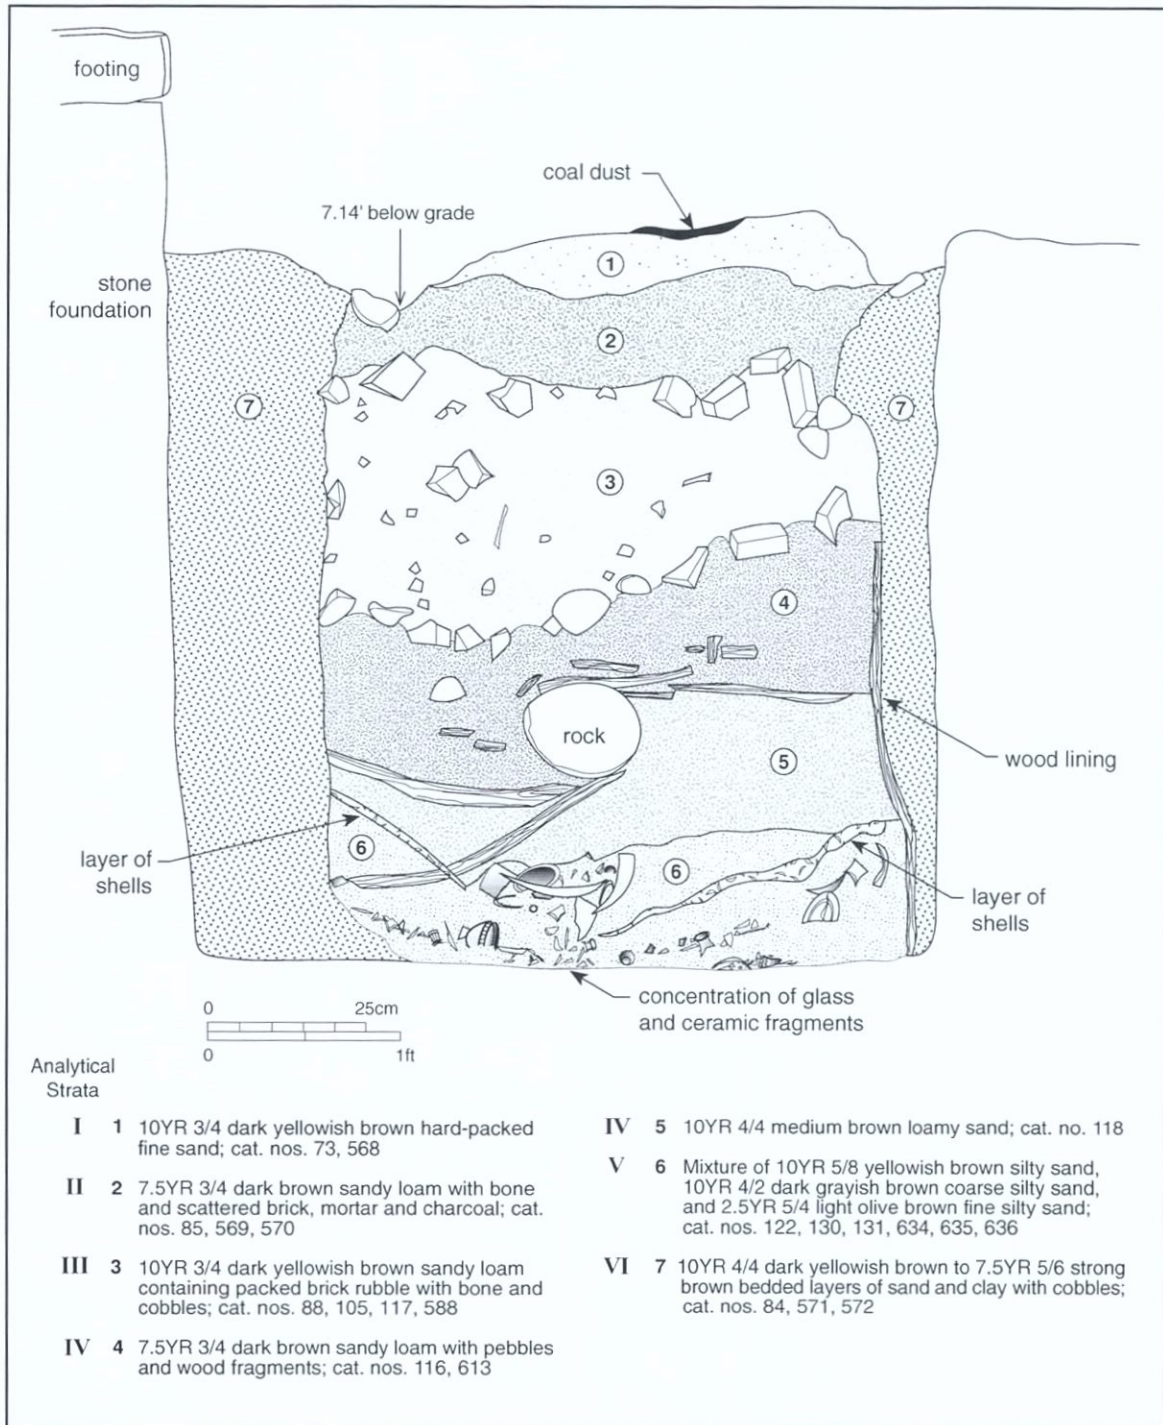 footing
coal dust
7.14' below grade
1
stone
foundation
2
7
7
3
4
rock
5
wood lining
layer of
shells
6
6
layer of
shells
concentration of glass
and ceramic fragments
0 25cm
0 1ft
Analytical
Strata
I 1 10YR 3/4 dark yellowish brown hard-packed
fine sand; cat. nos. 73, 568
II 2 7.5YR 3/4 dark brown sandy loam with bone
and scattered brick, mortar and charcoal; cat.
nos. 85, 569, 570
III 3 10YR 3/4 dark yellowish brown sandy loam
containing packed brick rubble with bone and
cobbles; cat. nos. 88, 105, 117, 588
IV 4 7.5YR 3/4 dark brown sandy loam with pebbles
and wood fragments; cat. nos. 116, 613
IV 5 10YR 4/4 medium brown loamy sand; cat. no. 118
V 6 Mixture of 10YR 5/8 yellowish brown silty sand,
10YR 4/2 dark grayish brown coarse silty sand,
and 2.5YR 5/4 light olive brown fine silty sand;
cat. nos. 122, 130, 131, 634, 635, 636
VI 7 10YR 4/4 dark yellowish brown to 7.5YR 5/6 strong
brown bedded layers of sand and clay with cobbles;
cat. nos. 84, 571, 572